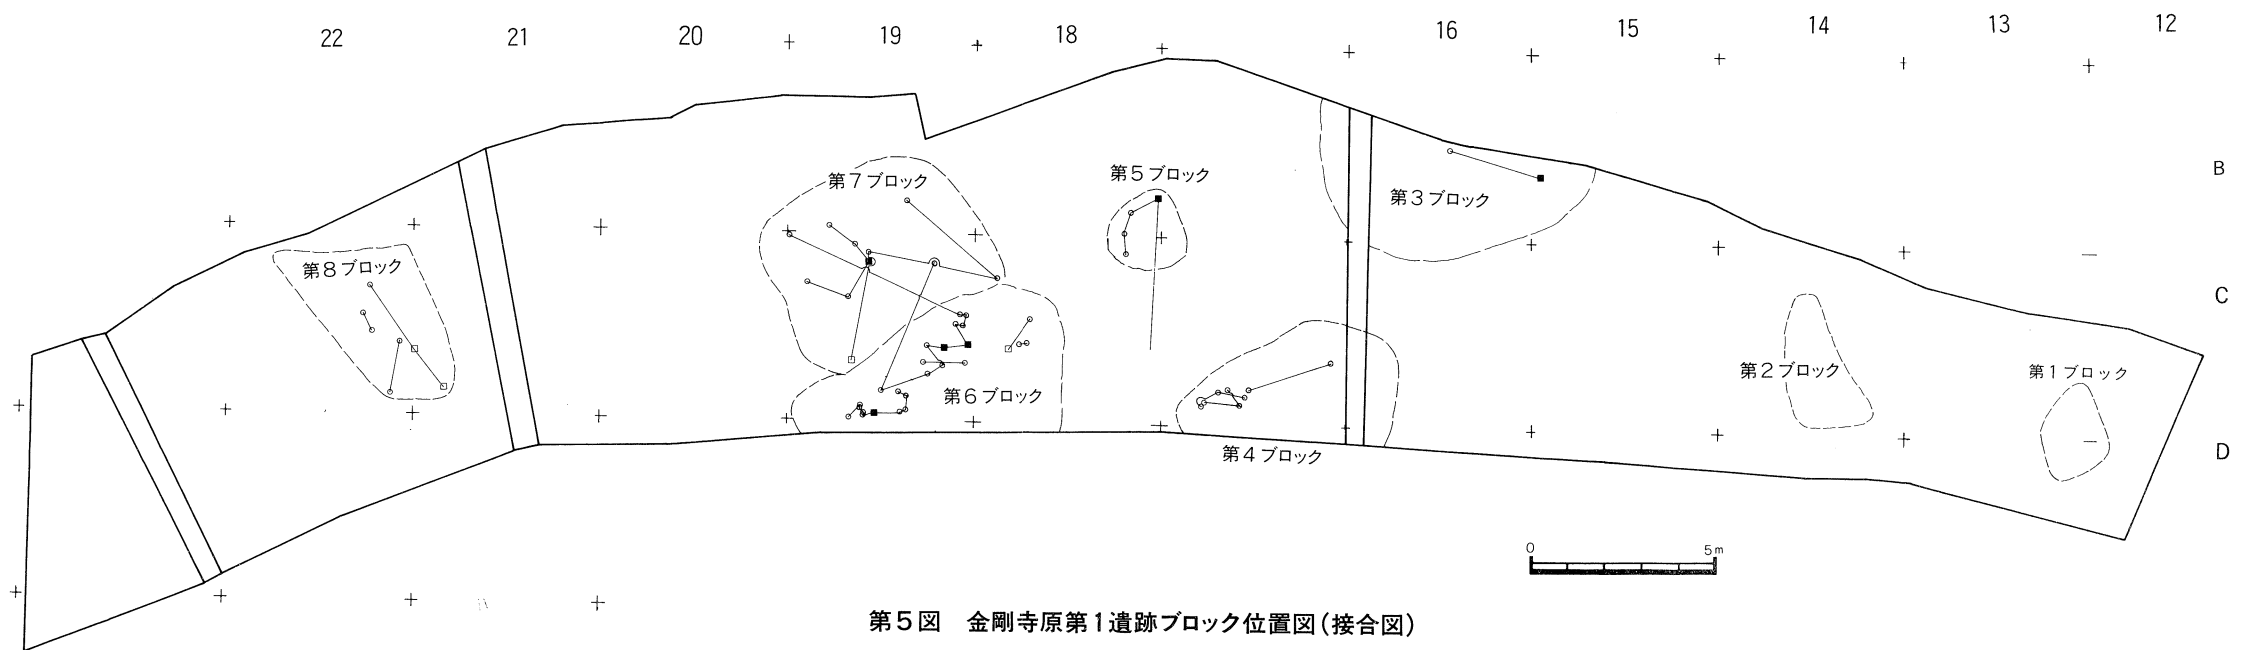 22 21 20 19 18 16 15 14 13 12
B
第7ブロック
第5ブロック
第3ブロック
第8ブロック
C
第2ブロック
第1ブロック
第6ブロック
第4ブロック
D
0 5m
第5図 金剛寺原第1遺跡ブロック位置図(接合図)